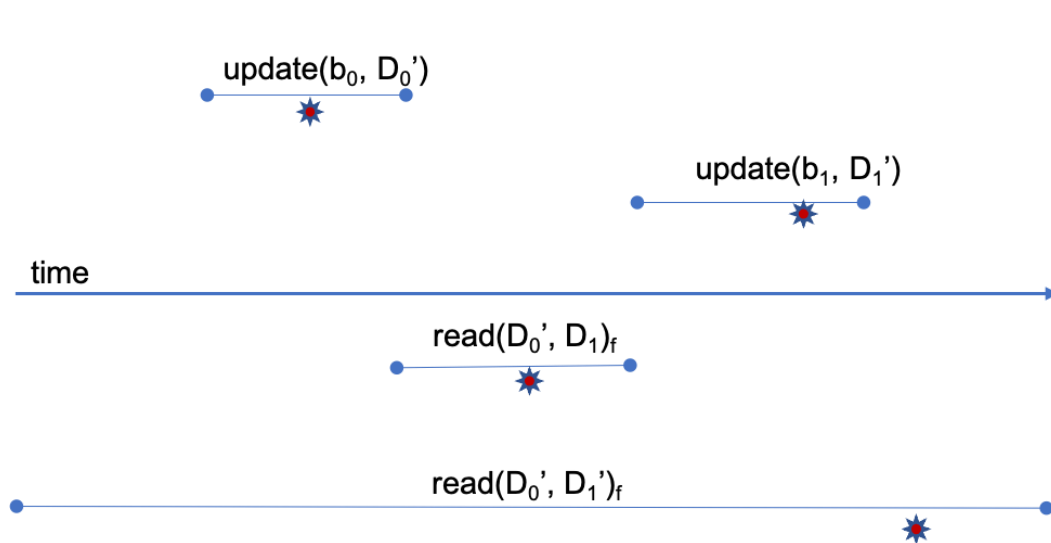 update(b₀, D₀’)
update(b₁, D₁’)
time
read(D₀’, D₁)f
read(D₀’, D₁’)f